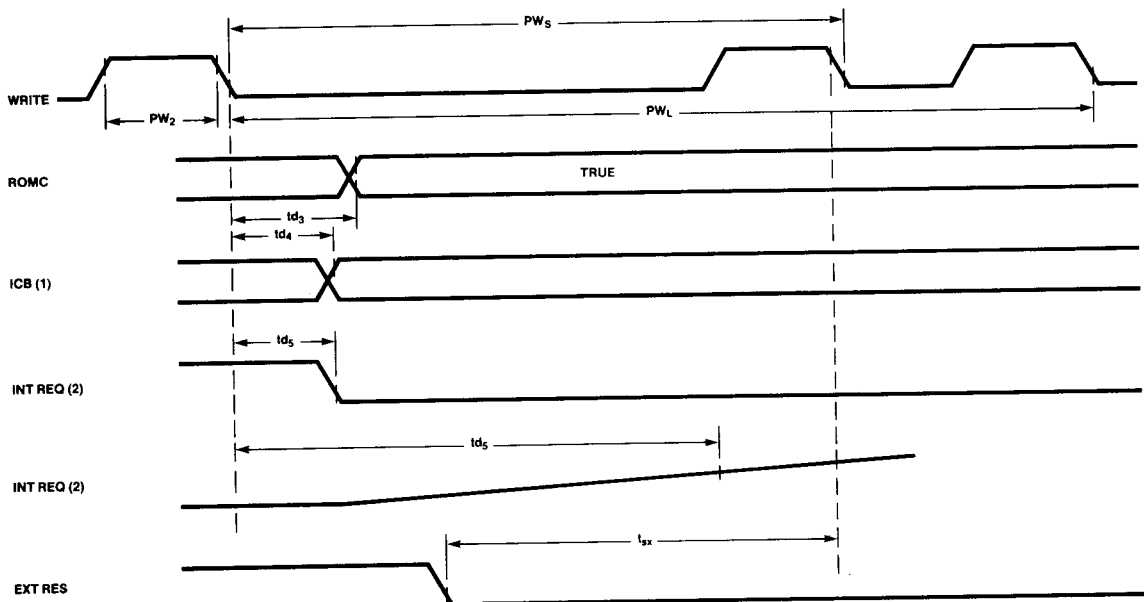 PWS
WRITE
PW2
PWL
ROMC
TRUE
td3
td4
ICB (1)
td5
INT REQ (2)
td5
INT REQ (2)
tsx
EXT RES